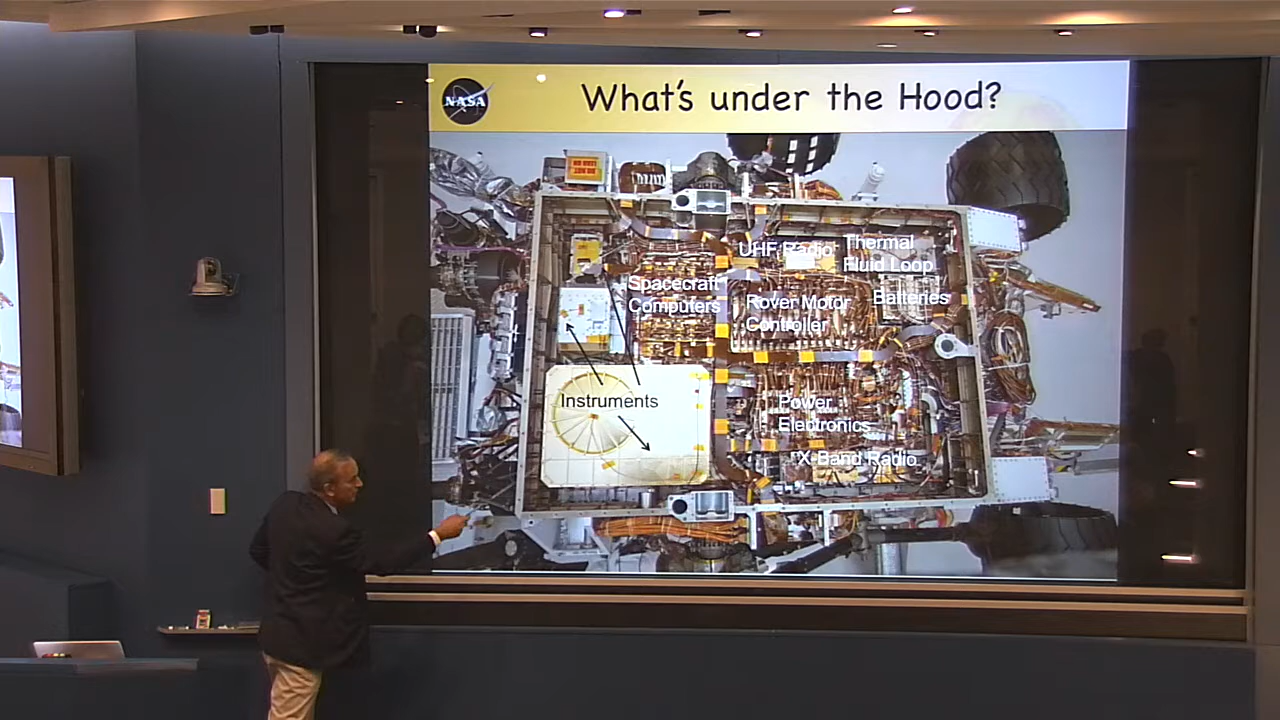 NASA
What's under the Hood?
UHF Radio
Thermal
Fluid Loop
Spacecraft
Computers
Rover Motor
Controller
Batteries
Instruments
Power
Electronics
X-Band Radio